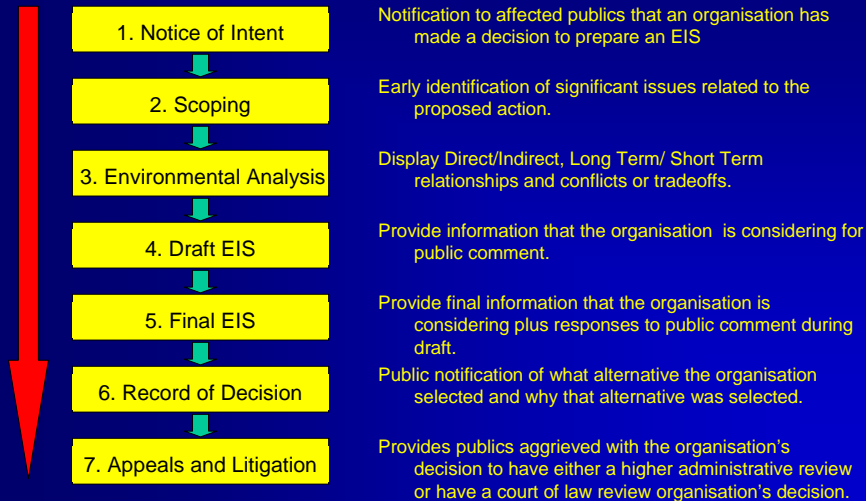 1. Notice of Intent
Notification to affected publics that an organisation has
made a decision to prepare an EIS
2. Scoping
Early identification of significant issues related to the
proposed action.
3. Environmental Analysis
Display Direct/Indirect, Long Term/ Short Term
relationships and conflicts or tradeoffs.
4. Draft EIS
Provide information that the organisation is considering for
public comment.
5. Final EIS
Provide final information that the organisation is
considering plus responses to public comment during
draft.
6. Record of Decision
Public notification of what alternative the organisation
selected and why that alternative was selected.
7. Appeals and Litigation
Provides publics aggrieved with the organisation’s
decision to have either a higher administrative review
or have a court of law review organisation’s decision.